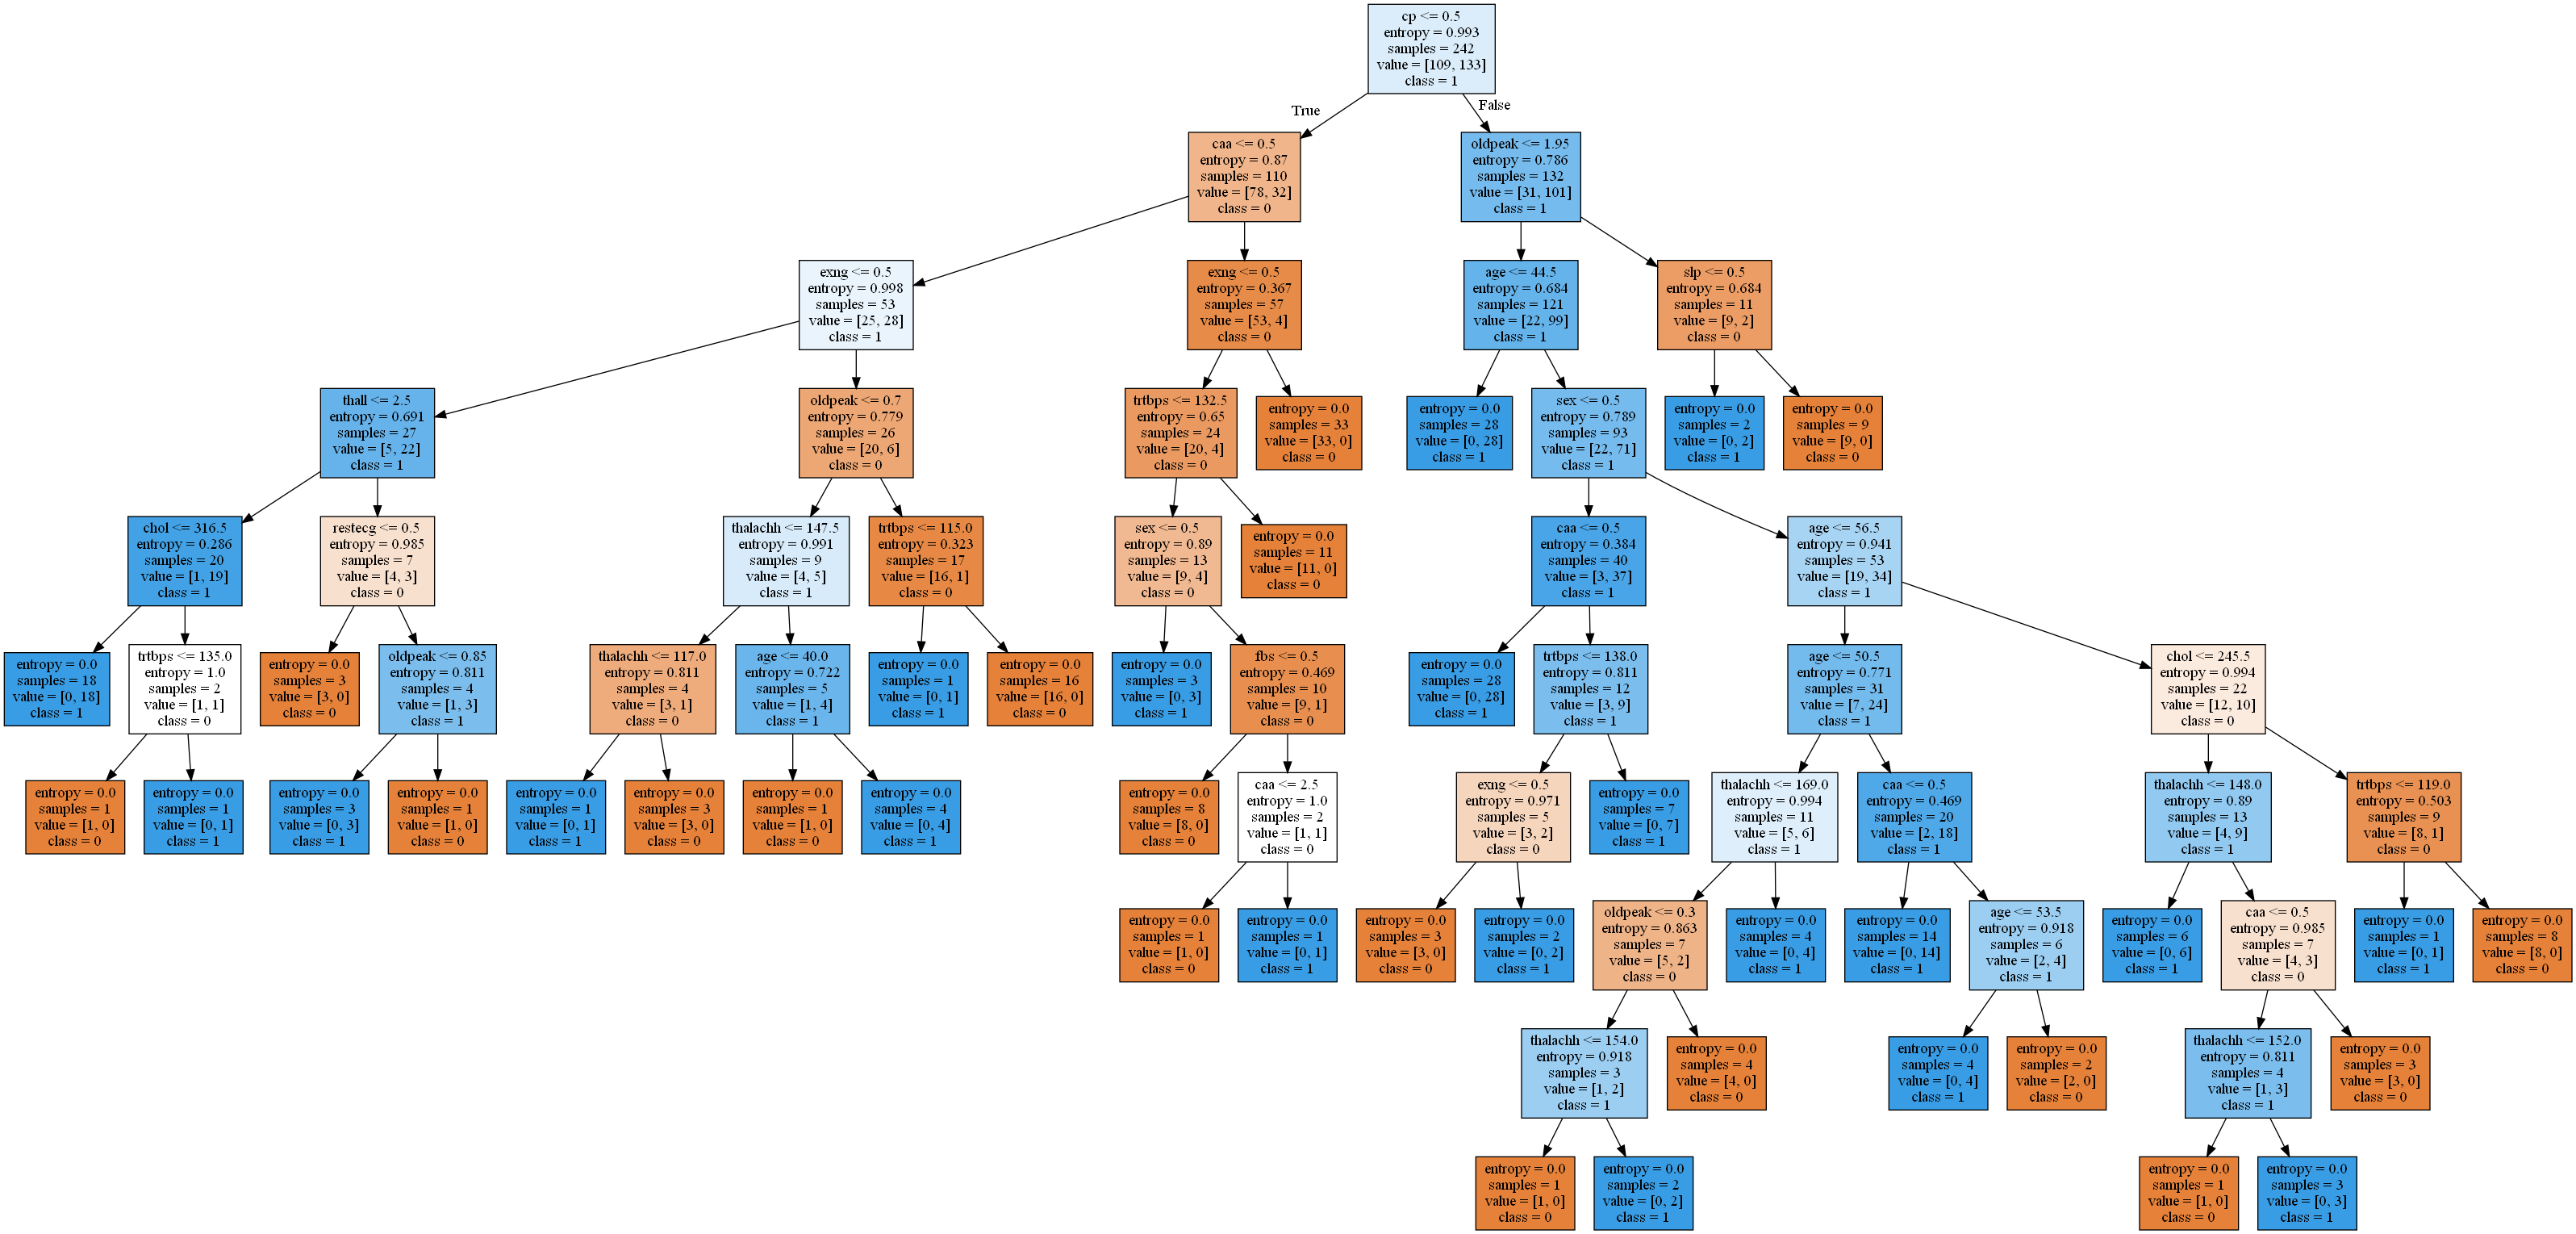 cp <= 0.5
entropy = 0.993
samples = 242
value = [109, 133]
class = 1
True
False
caa <= 0.5
entropy = 0.87
samples = 110
value = [78, 32]
class = 0
oldpeak <= 1.95
entropy = 0.786
samples = 132
value = [31, 101]
class = 1
exng <= 0.5
entropy = 0.998
samples = 53
value = [25, 28]
class = 1
exng <= 0.5
entropy = 0.367
samples = 57
value = [53, 4]
class = 0
age <= 44.5
entropy = 0.684
samples = 121
value = [22, 99]
class = 1
slp <= 0.5
entropy = 0.684
samples = 11
value = [9, 2]
class = 0
thall <= 2.5
entropy = 0.691
samples = 27
value = [5, 22]
class = 1
oldpeak <= 0.7
entropy = 0.779
samples = 26
value = [20, 6]
class = 0
trtbps <= 132.5
entropy = 0.65
samples = 24
value = [20, 4]
class = 0
entropy = 0.0
samples = 33
value = [33, 0]
class = 0
entropy = 0.0
samples = 28
value = [0, 28]
class = 1
sex <= 0.5
entropy = 0.789
samples = 93
value = [22, 71]
class = 1
entropy = 0.0
samples = 2
value = [0, 2]
class = 1
entropy = 0.0
samples = 9
value = [9, 0]
class = 0
chol <= 316.5
entropy = 0.286
samples = 20
value = [1, 19]
class = 1
restecg <= 0.5
entropy = 0.985
samples = 7
value = [4, 3]
class = 0
thalachh <= 147.5
entropy = 0.991
samples = 9
value = [4, 5]
class = 1
trtbps <= 115.0
entropy = 0.323
samples = 17
value = [16, 1]
class = 0
sex <= 0.5
entropy = 0.89
samples = 13
value = [9, 4]
class = 0
entropy = 0.0
samples = 11
value = [11, 0]
class = 0
caa <= 0.5
entropy = 0.384
samples = 40
value = [3, 37]
class = 1
age <= 56.5
entropy = 0.941
samples = 53
value = [19, 34]
class = 1
entropy = 0.0
samples = 18
value = [0, 18]
class = 1
trtbps <= 135.0
entropy = 1.0
samples = 2
value = [1, 1]
class = 0
entropy = 0.0
samples = 3
value = [3, 0]
class = 0
oldpeak <= 0.85
entropy = 0.811
samples = 4
value = [1, 3]
class = 1
thalachh <= 117.0
entropy = 0.811
samples = 4
value = [3, 1]
class = 0
age <= 40.0
entropy = 0.722
samples = 5
value = [1, 4]
class = 1
entropy = 0.0
samples = 1
value = [0, 1]
class = 1
entropy = 0.0
samples = 16
value = [16, 0]
class = 0
entropy = 0.0
samples = 3
value = [0, 3]
class = 1
fbs <= 0.5
entropy = 0.469
samples = 10
value = [9, 1]
class = 0
entropy = 0.0
samples = 28
value = [0, 28]
class = 1
trtbps <= 138.0
entropy = 0.811
samples = 12
value = [3, 9]
class = 1
age <= 50.5
entropy = 0.771
samples = 31
value = [7, 24]
class = 1
chol <= 245.5
entropy = 0.994
samples = 22
value = [12, 10]
class = 0
entropy = 0.0
samples = 1
value = [1, 0]
class = 0
entropy = 0.0
samples = 1
value = [0, 1]
class = 1
entropy = 0.0
samples = 3
value = [0, 3]
class = 1
entropy = 0.0
samples = 1
value = [1, 0]
class = 0
entropy = 0.0
samples = 1
value = [0, 1]
class = 1
entropy = 0.0
samples = 3
value = [3, 0]
class = 0
entropy = 0.0
samples = 1
value = [1, 0]
class = 0
entropy = 0.0
samples = 4
value = [0, 4]
class = 1
entropy = 0.0
samples = 8
value = [8, 0]
class = 0
caa <= 2.5
entropy = 1.0
samples = 2
value = [1, 1]
class = 0
exng <= 0.5
entropy = 0.971
samples = 5
value = [3, 2]
class = 0
entropy = 0.0
samples = 7
value = [0, 7]
class = 1
thalachh <= 169.0
entropy = 0.994
samples = 11
value = [5, 6]
class = 1
caa <= 0.5
entropy = 0.469
samples = 20
value = [2, 18]
class = 1
thalachh <= 148.0
entropy = 0.89
samples = 13
value = [4, 9]
class = 1
trtbps <= 119.0
entropy = 0.503
samples = 9
value = [8, 1]
class = 0
entropy = 0.0
samples = 1
value = [1, 0]
class = 0
entropy = 0.0
samples = 1
value = [0, 1]
class = 1
entropy = 0.0
samples = 3
value = [3, 0]
class = 0
entropy = 0.0
samples = 2
value = [0, 2]
class = 1
oldpeak <= 0.3
entropy = 0.863
samples = 7
value = [5, 2]
class = 0
entropy = 0.0
samples = 4
value = [0, 4]
class = 1
entropy = 0.0
samples = 14
value = [0, 14]
class = 1
age <= 53.5
entropy = 0.918
samples = 6
value = [2, 4]
class = 1
entropy = 0.0
samples = 6
value = [0, 6]
class = 1
caa <= 0.5
entropy = 0.985
samples = 7
value = [4, 3]
class = 0
entropy = 0.0
samples = 1
value = [0, 1]
class = 1
entropy = 0.0
samples = 8
value = [8, 0]
class = 0
thalachh <= 154.0
entropy = 0.918
samples = 3
value = [1, 2]
class = 1
entropy = 0.0
samples = 4
value = [4, 0]
class = 0
entropy = 0.0
samples = 4
value = [0, 4]
class = 1
entropy = 0.0
samples = 2
value = [2, 0]
class = 0
thalachh <= 152.0
entropy = 0.811
samples = 4
value = [1, 3]
class = 1
entropy = 0.0
samples = 3
value = [3, 0]
class = 0
entropy = 0.0
samples = 1
value = [1, 0]
class = 0
entropy = 0.0
samples = 2
value = [0, 2]
class = 1
entropy = 0.0
samples = 1
value = [1, 0]
class = 0
entropy = 0.0
samples = 3
value = [0, 3]
class = 1